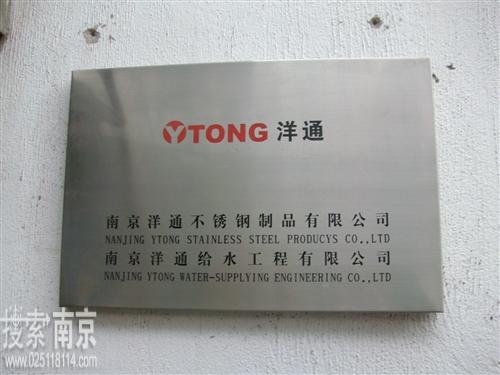 YTONG 洋通
南京洋通不锈钢制品有限公司
NANJING YTONG STAINLESS STEEL PRODUCYS CO.,LTD
南京洋通给水工程有限公司
NANJING YTONG WATER-SUPPLYING ENGINEERING CO.,LTD
搜索南京
www.025118114.com